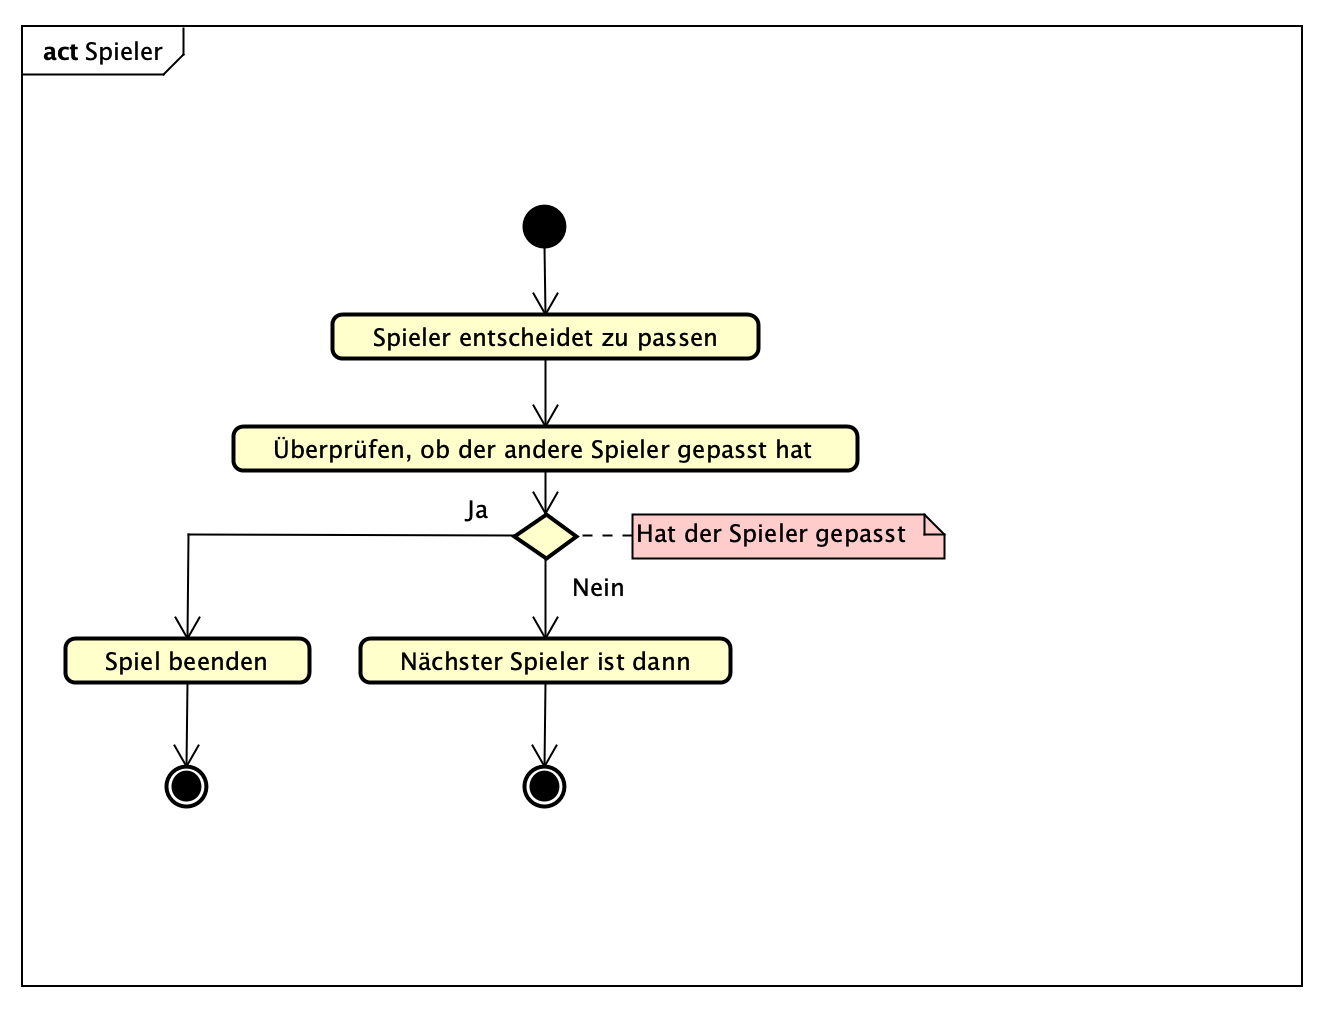 act Spieler
Spieler entscheidet zu passen
Überprüfen, ob der andere Spieler gepasst hat
Ja
Hat der Spieler gepasst
Nein
Spiel beenden
Nächster Spieler ist dann